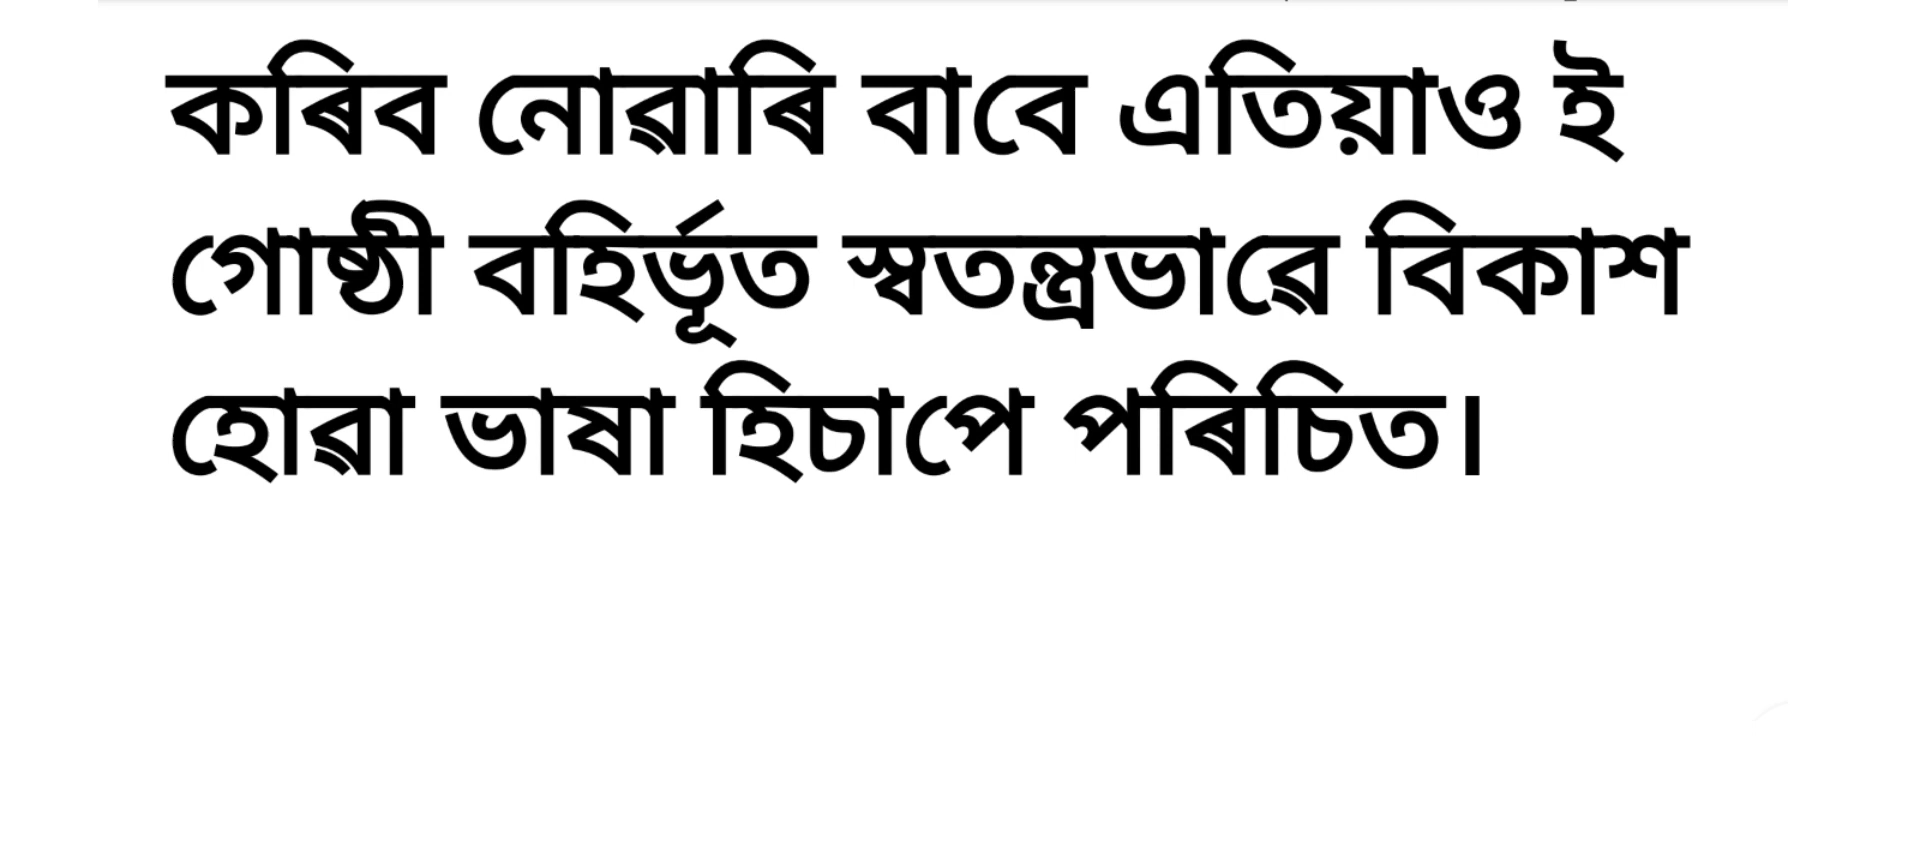 কৰিব নোৱাৰি বাবে এতিয়াও ই
গোষ্ঠী বহিৰ্ভূত স্বতন্ত্ৰভাৱে বিকাশ
হোৱা ভাষা হিচাপে পৰিচিত।